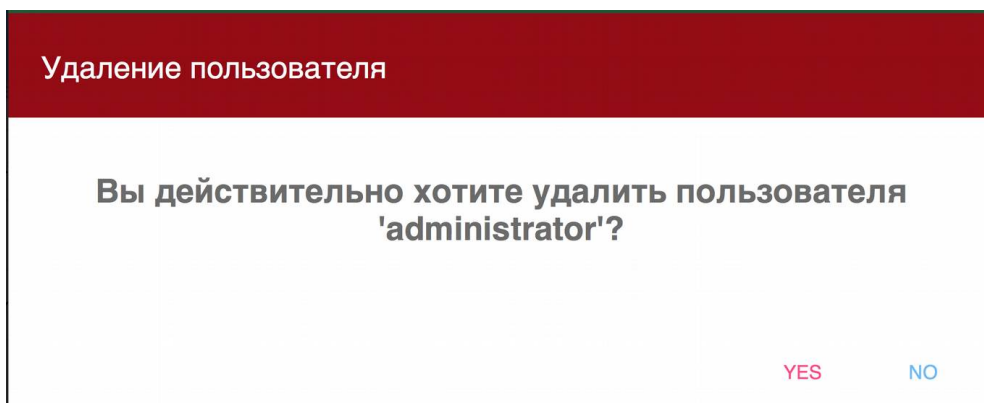 Удаление пользователя
Вы действительно хотите удалить пользователя
'administrator'?
YES NO